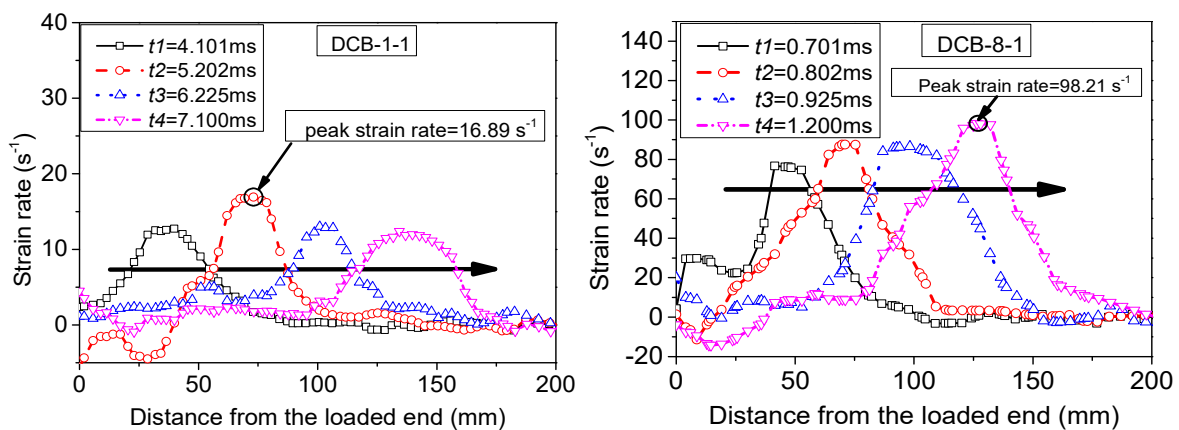 DCB-1-1
t1=4.101ms
t2=5.202ms
t3=6.225ms
t4=7.100ms
peak strain rate=16.89 s⁻¹
Strain rate (s⁻¹)
40
30
20
10
0
0 50 100 150 200
Distance from the loaded end (mm)
DCB-8-1
t1=0.701ms
t2=0.802ms
t3=0.925ms
t4=1.200ms
Peak strain rate=98.21 s⁻¹
Strain rate (s⁻¹)
140
120
100
80
60
40
20
0
-20
0 50 100 150 200
Distance from the loaded end (mm)